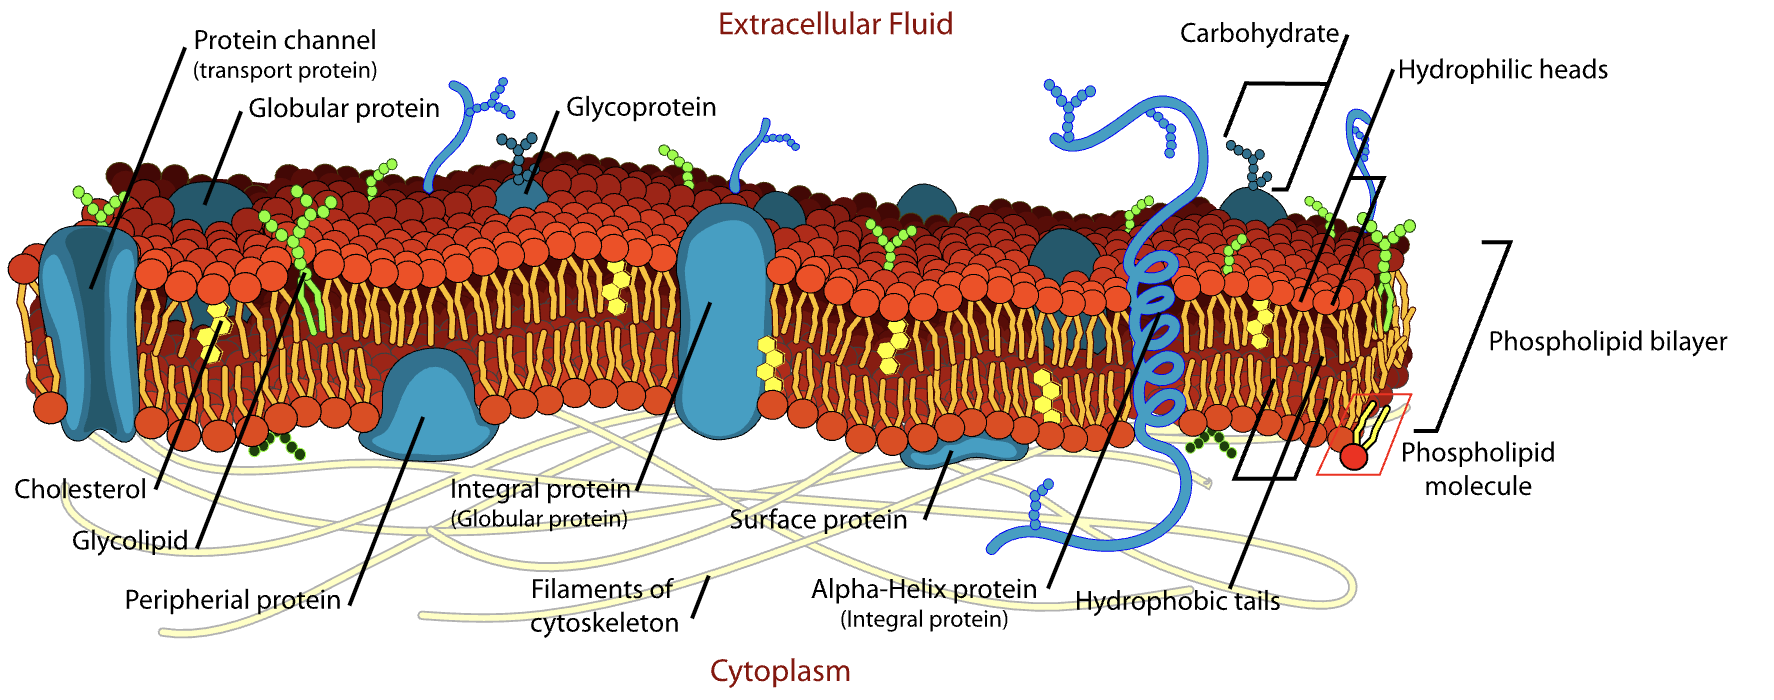 Extracellular Fluid
Protein channel
(transport protein)
Globular protein
Glycoprotein
Carbohydrate
Hydrophilic heads
Phospholipid bilayer
Phospholipid
molecule
Cholesterol
Glycolipid
Peripherial protein
Integral protein
(Globular protein)
Surface protein
Filaments of
cytoskeleton
Alpha-Helix protein
(Integral protein)
Hydrophobic tails
Cytoplasm